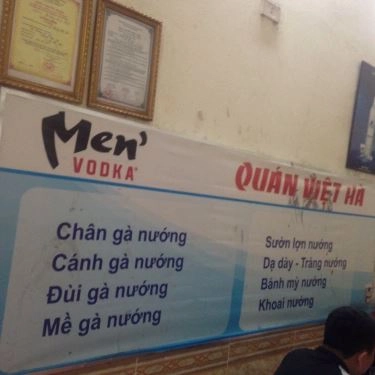 Men'
VODKA
QUÁN VIỆT HÀ
Chân gà nướng
Cánh gà nướng
Đùi gà nướng
Mề gà nướng
Sườn lợn nướng
Dạ dày - Tràng nướng
Bánh mỳ nướng
Khoai nướng